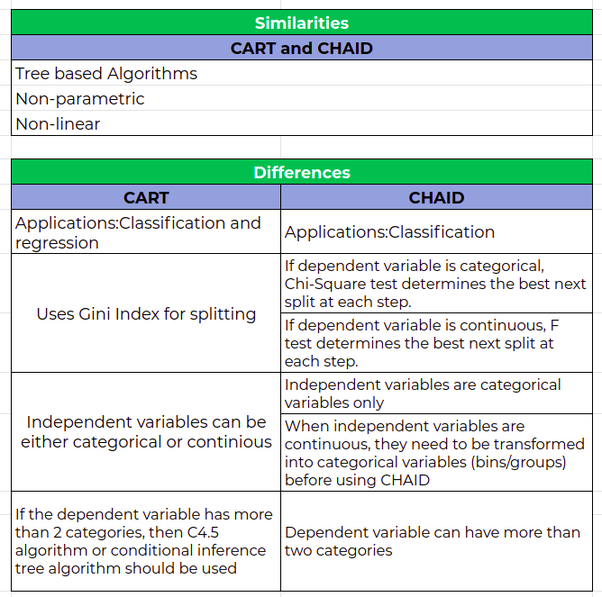 Similarities
CART and CHAID
Tree based Algorithms
Non-parametric
Non-linear
Differences
CART
CHAID
Applications:Classification and
regression
Applications:Classification
Uses Gini Index for splitting
If dependent variable is categorical,
Chi-Square test determines the best next
split at each step.
If dependent variable is continuous, F
test determines the best next split at
each step.
Independent variables can be
either categorical or continious
Independent variables are categorical
variables only
When independent variables are
continuous, they need to be transformed
into categorical variables (bins/groups)
before using CHAID
If the dependent variable has more
than 2 categories, then C4.5
algorithm or conditional inference
tree algorithm should be used
Dependent variable can have more than
two categories